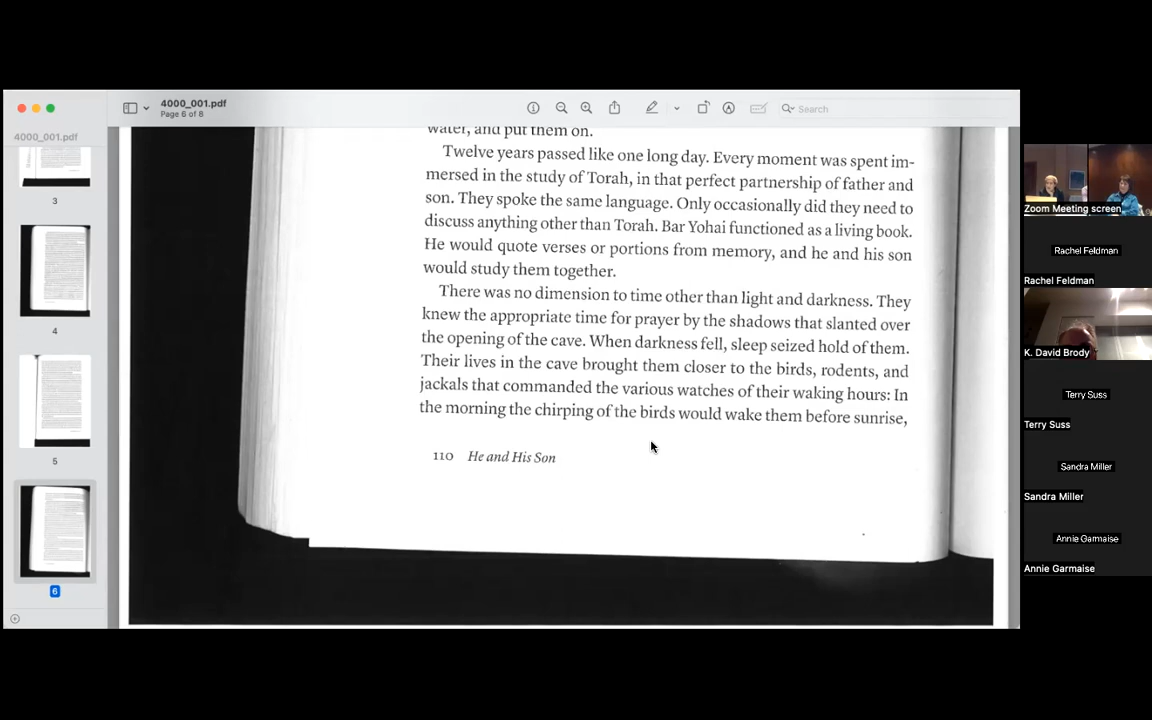 4000_001.pdf
Page 6 of 8
Search
4000_001.pdf
3
4
5
6
water, and put them on.
Twelve years passed like one long day. Every moment was spent im-
mersed in the study of Torah, in that perfect partnership of father and
son. They spoke the same language. Only occasionally did they need to
discuss anything other than Torah. Bar Yohai functioned as a living book.
He would quote verses or portions from memory, and he and his son
would study them together.
There was no dimension to time other than light and darkness. They
knew the appropriate time for prayer by the shadows that slanted over
the opening of the cave. When darkness fell, sleep seized hold of them.
Their lives in the cave brought them closer to the birds, rodents, and
jackals that commanded the various watches of their waking hours: In
the morning the chirping of the birds would wake them before sunrise,
110 He and His Son
Zoom Meeting screen
Rachel Feldman
Rachel Feldman
K. David Brody
Terry Suss
Terry Suss
Sandra Miller
Sandra Miller
Annie Garmaise
Annie Garmaise